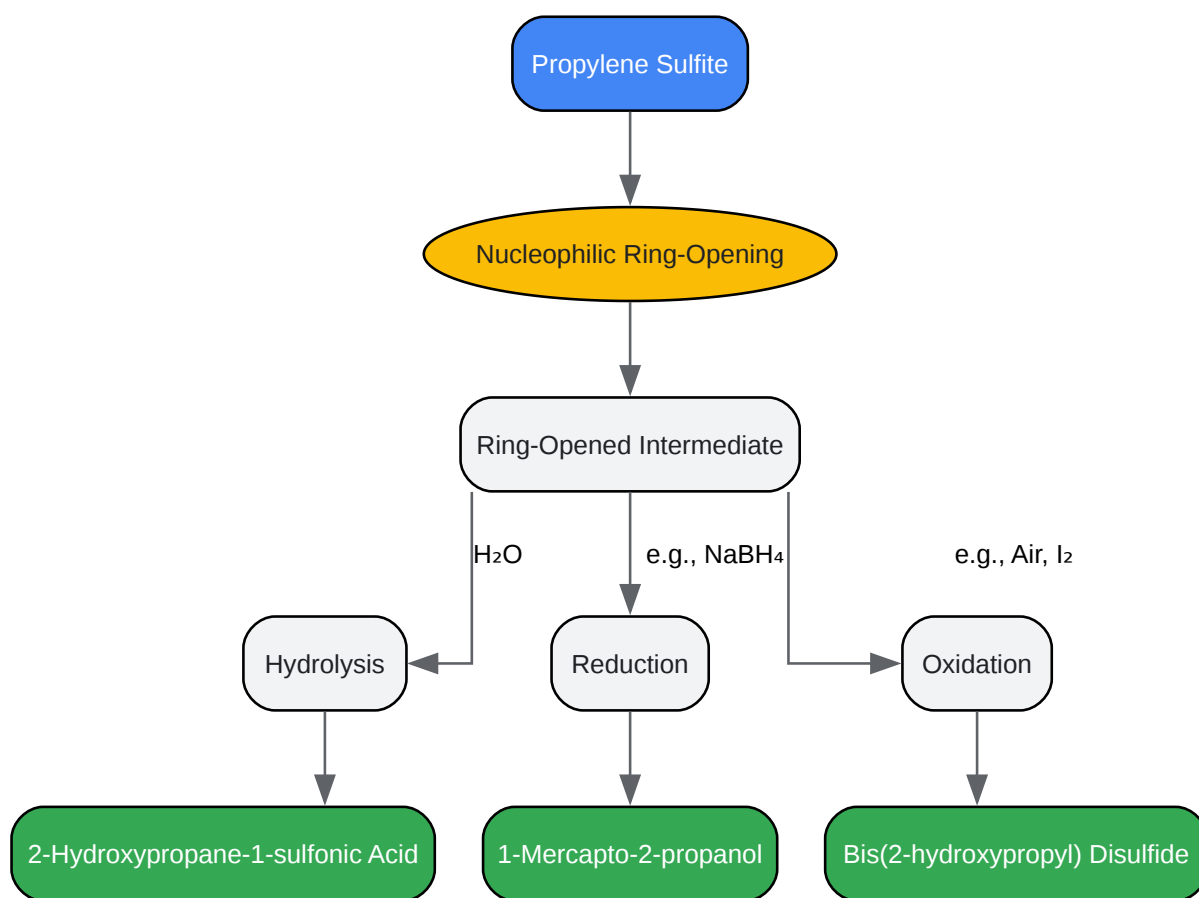 Propylene Sulfite
Nucleophilic Ring-Opening
Ring-Opened Intermediate
H₂O
e.g., NaBH₄
e.g., Air, I₂
Hydrolysis
Reduction
Oxidation
2-Hydroxypropane-1-sulfonic Acid
1-Mercapto-2-propanol
Bis(2-hydroxypropyl) Disulfide